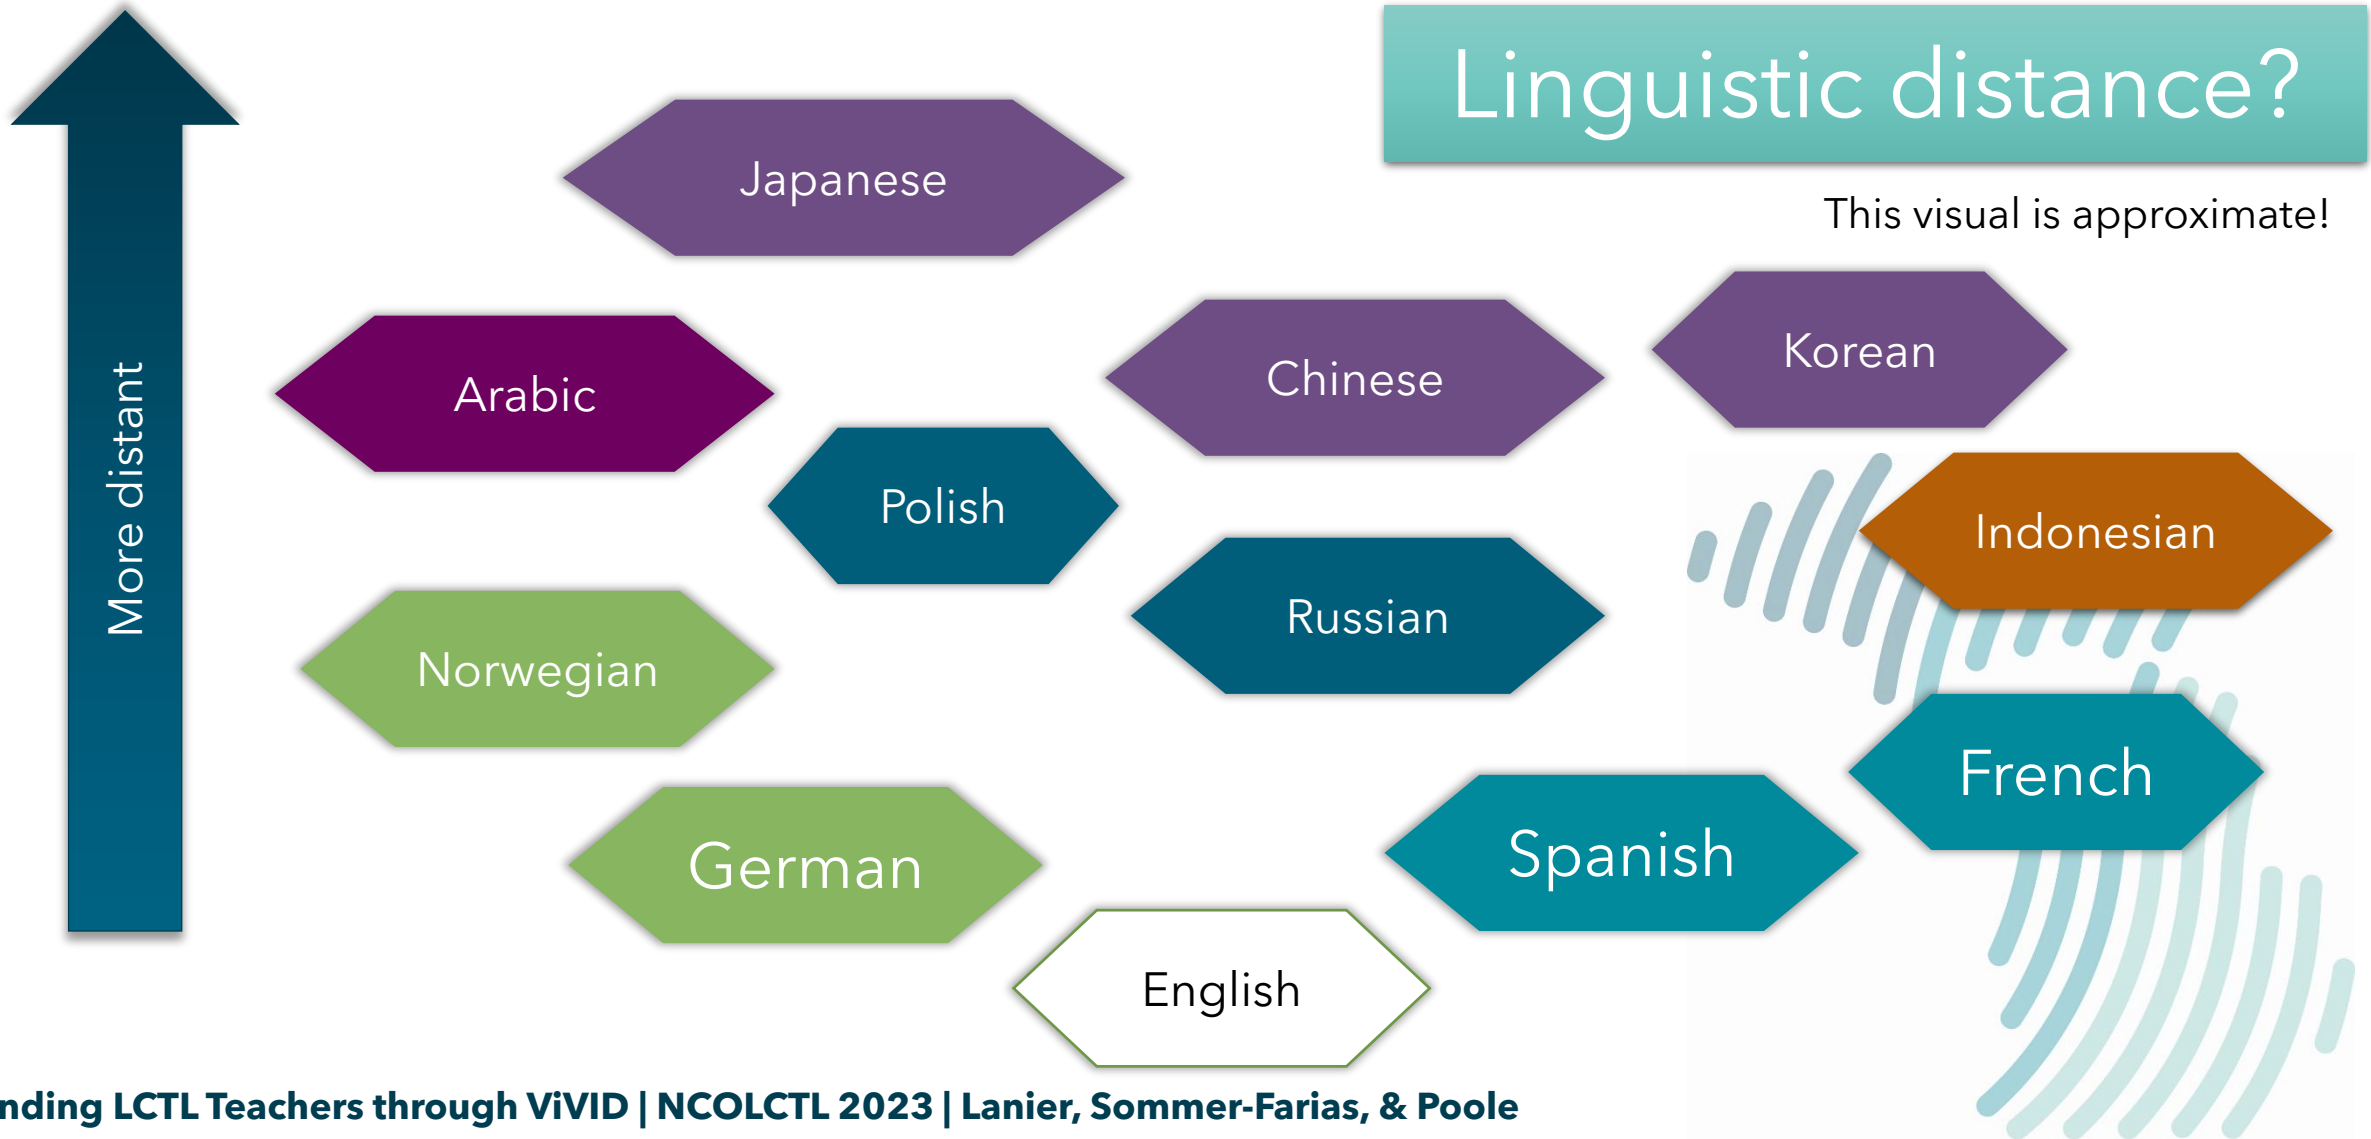 Linguistic distance?
This visual is approximate!
More distant
Japanese
Korean
Chinese
Arabic
Polish
Indonesian
Russian
Norwegian
French
Spanish
German
English
LCTL Teachers through ViVID | NCOLCTL 2023 | Lanier, Sommer-Farias, & Poole